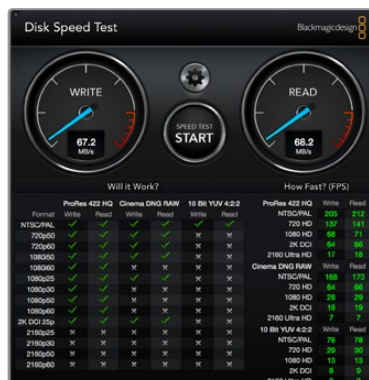 Disk Speed Test
Blackmagicdesign
WRITE
67.2
MB/s
SPEED TEST
START
READ
68.2
MB/s
Will it Work?
ProRes 422 HQ Cinema DNG RAW 10 Bit YUV 4:2:2
Format Write Read Write Read Write Read
NTSC/PAL
720p50
720p60
1080i50
1080i60
1080p25
1080p30
1080p50
1080p60
2K DCI 25p
2160p25
2160p30
2160p50
2160p60
How Fast? (FPS)
ProRes 422 HQ Write Read
NTSC/PAL 205 212
720 HD 137 141
1080 HD 68 71
2K DCI 64 66
2160 Ultra HD 17 18
Cinema DNG RAW Write Read
NTSC/PAL 168 173
720 HD 64 66
1080 HD 28 29
2K DCI 18 19
2160 Ultra HD 7 7
10 Bit YUV 4:2:2 Write Read
NTSC/PAL 76 78
720 HD 29 30
1080 HD 13 13
2K DCI 8 9